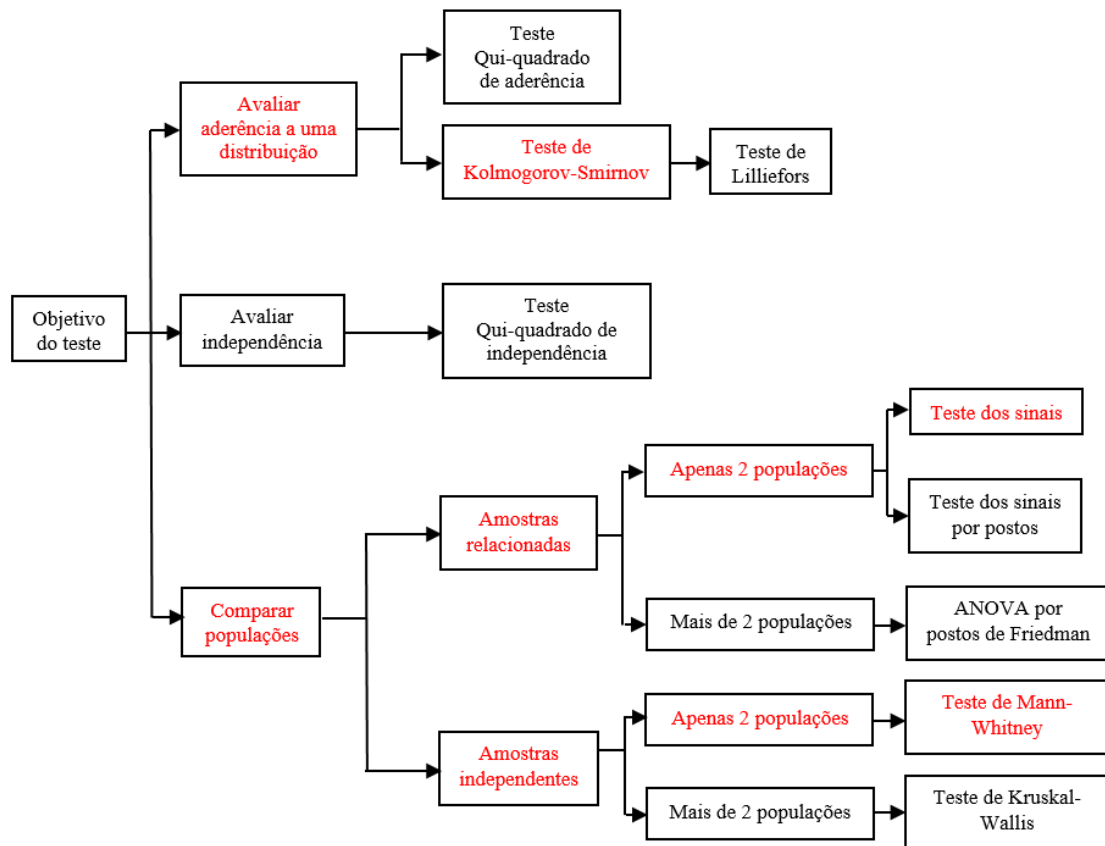 Teste
Qui-quadrado
de aderência
Avaliar
aderência a uma
distribuição
Teste de
Kolmogorov-Smirnov
Teste de
Lilliefors
Objetivo
do teste
Avaliar
independência
Teste
Qui-quadrado de
independência
Teste dos sinais
Apenas 2 populações
Teste dos sinais
por postos
Amostras
relacionadas
Comparar
populações
Mais de 2 populações
ANOVA por
postos de Friedman
Apenas 2 populações
Teste de Mann-
Whitney
Amostras
independentes
Mais de 2 populações
Teste de Kruskal-
Wallis